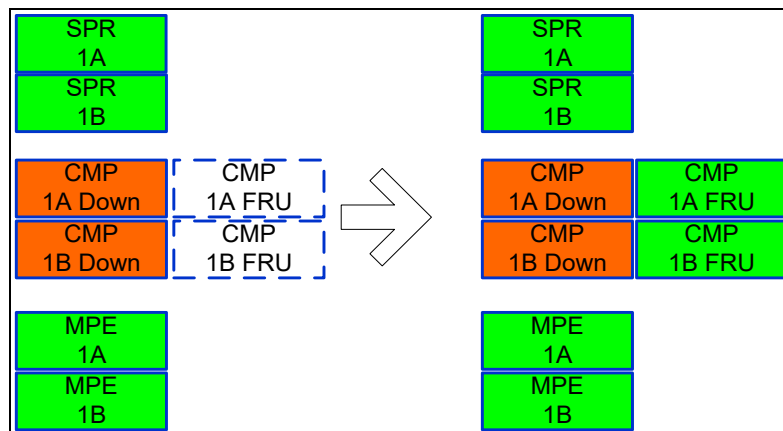 SPR
1A
SPR
1B
CMP
1A Down
CMP
1A FRU
CMP
1B Down
CMP
1B FRU
MPE
1A
MPE
1B
SPR
1A
SPR
1B
CMP
1A Down
CMP
1A FRU
CMP
1B Down
CMP
1B FRU
MPE
1A
MPE
1B